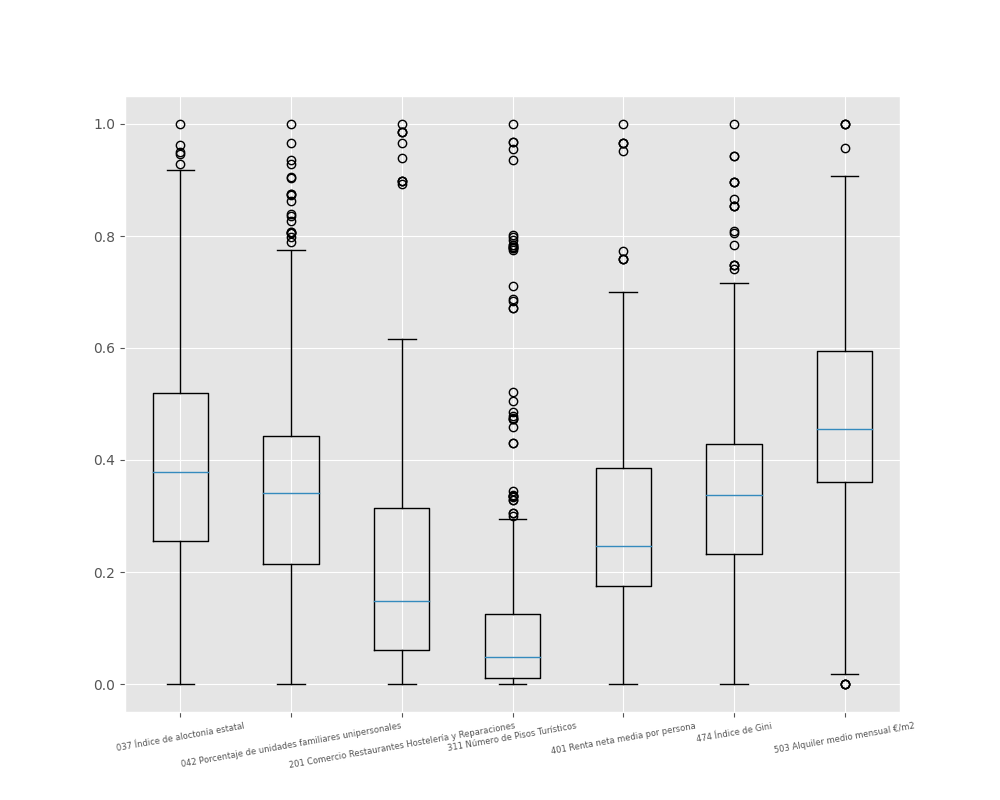 1.0
0.8
0.6
0.4
0.2
0.0
037 Índice de aloctonía estatal
042 Porcentaje de unidades familiares unipersonales
201 Comercio Restaurantes Hostelería y Reparaciones
311 Número de Pisos Turísticos
401 Renta neta media por persona
474 Índice de Gini
503 Alquiler medio mensual €/m2